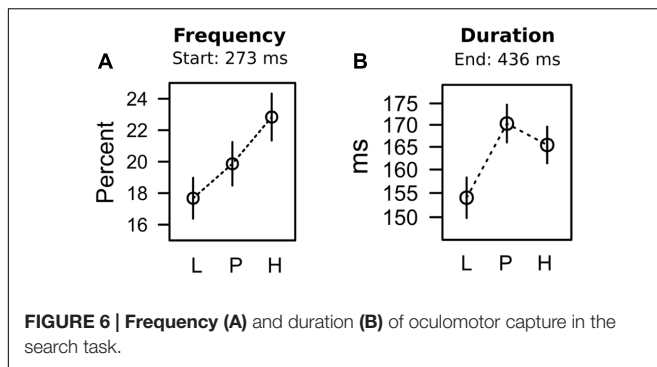 Frequency
Start: 273 ms
A
Percent
24
22
20
18
16
L P H
Duration
End: 436 ms
B
ms
175
170
165
160
155
150
L P H
FIGURE 6 | Frequency (A) and duration (B) of oculomotor capture in the
search task.